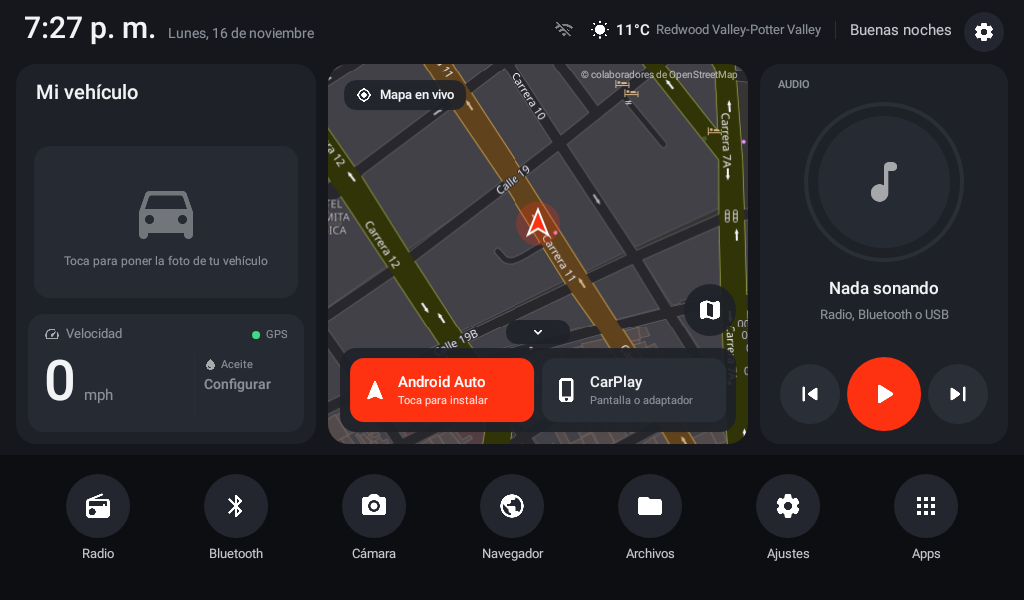 7:27 p. m.
Lunes, 16 de noviembre
11°C
Redwood Valley-Potter Valley
Buenas noches
Mi vehículo
Toca para poner la foto de tu vehículo
Velocidad
GPS
0
mph
Aceite
Configurar
© colaboradores de OpenStreetMap
Mapa en vivo
11
Carrera 10
Carrera 7A
Calle 19
Carrera 12
Carrera 11
Calle 19B
Android Auto
Toca para instalar
CarPlay
Pantalla o adaptador
AUDIO
Nada sonando
Radio, Bluetooth o USB
Radio
Bluetooth
Cámara
Navegador
Archivos
Ajustes
Apps